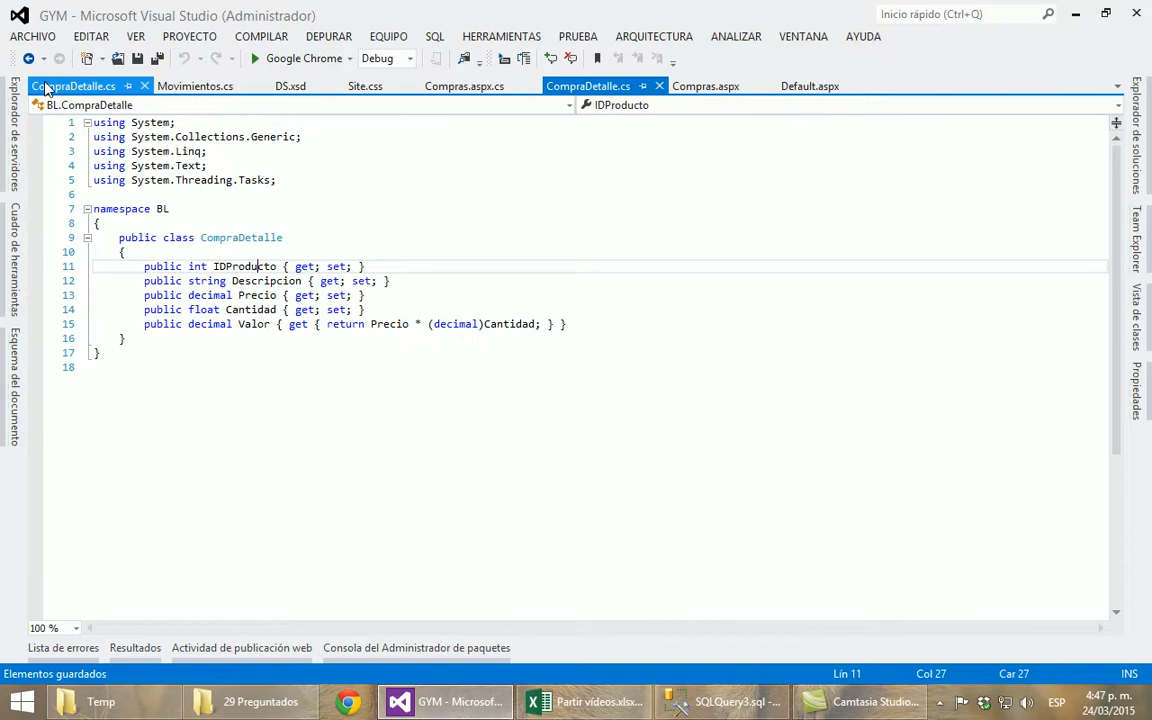 GYM - Microsoft Visual Studio (Administrador)
Inicio rápido (Ctrl+Q)
ARCHIVO EDITAR VER PROYECTO COMPILAR DEPURAR EQUIPO SQL HERRAMIENTAS PRUEBA ARQUITECTURA ANALIZAR VENTANA AYUDA
Google Chrome Debug
CompraDetalle.cs Movimientos.cs DS.xsd Site.css Compras.aspx.cs CompraDetalle.cs Compras.aspx Default.aspx
BL.CompraDetalle IDProducto
Explorador de servidores
Cuadro de herramientas
Esquema del documento
1 using System;
2 using System.Collections.Generic;
3 using System.Linq;
4 using System.Text;
5 using System.Threading.Tasks;
6
7 namespace BL
8 {
9 public class CompraDetalle
10 {
11 public int IDProducto { get; set; }
12 public string Descripcion { get; set; }
13 public decimal Precio { get; set; }
14 public float Cantidad { get; set; }
15 public decimal Valor { get { return Precio * (decimal)Cantidad; } }
16 }
17 }
18
Explorador de soluciones
Team Explorer
Vista de clases
Propiedades
100 %
Lista de errores Resultados Actividad de publicación web Consola del Administrador de paquetes
Elementos guardados Lín 11 Col 27 Car 27 INS
Temp 29 Preguntados GYM - Microsof... Partir vídeos.xlsx... SQLQuery3.sql -... Camtasia Studio... ESP
4:47 p. m.
24/03/2015